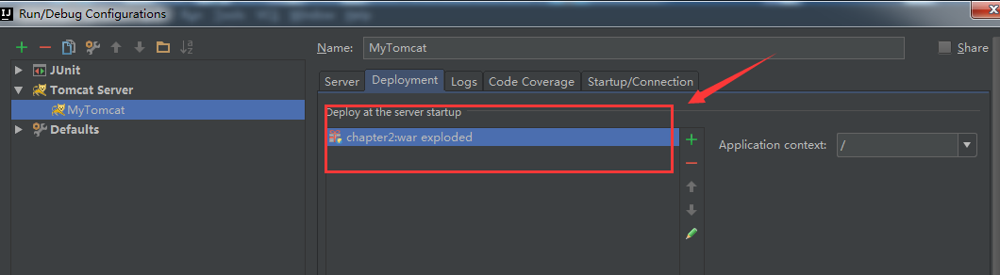 IJ Run/Debug Configurations
Name: MyTomcat Share
JUnit
Tomcat Server
MyTomcat
Defaults
Server Deployment Logs Code Coverage Startup/Connection
Deploy at the server startup
chapter2:war exploded
Application context: /